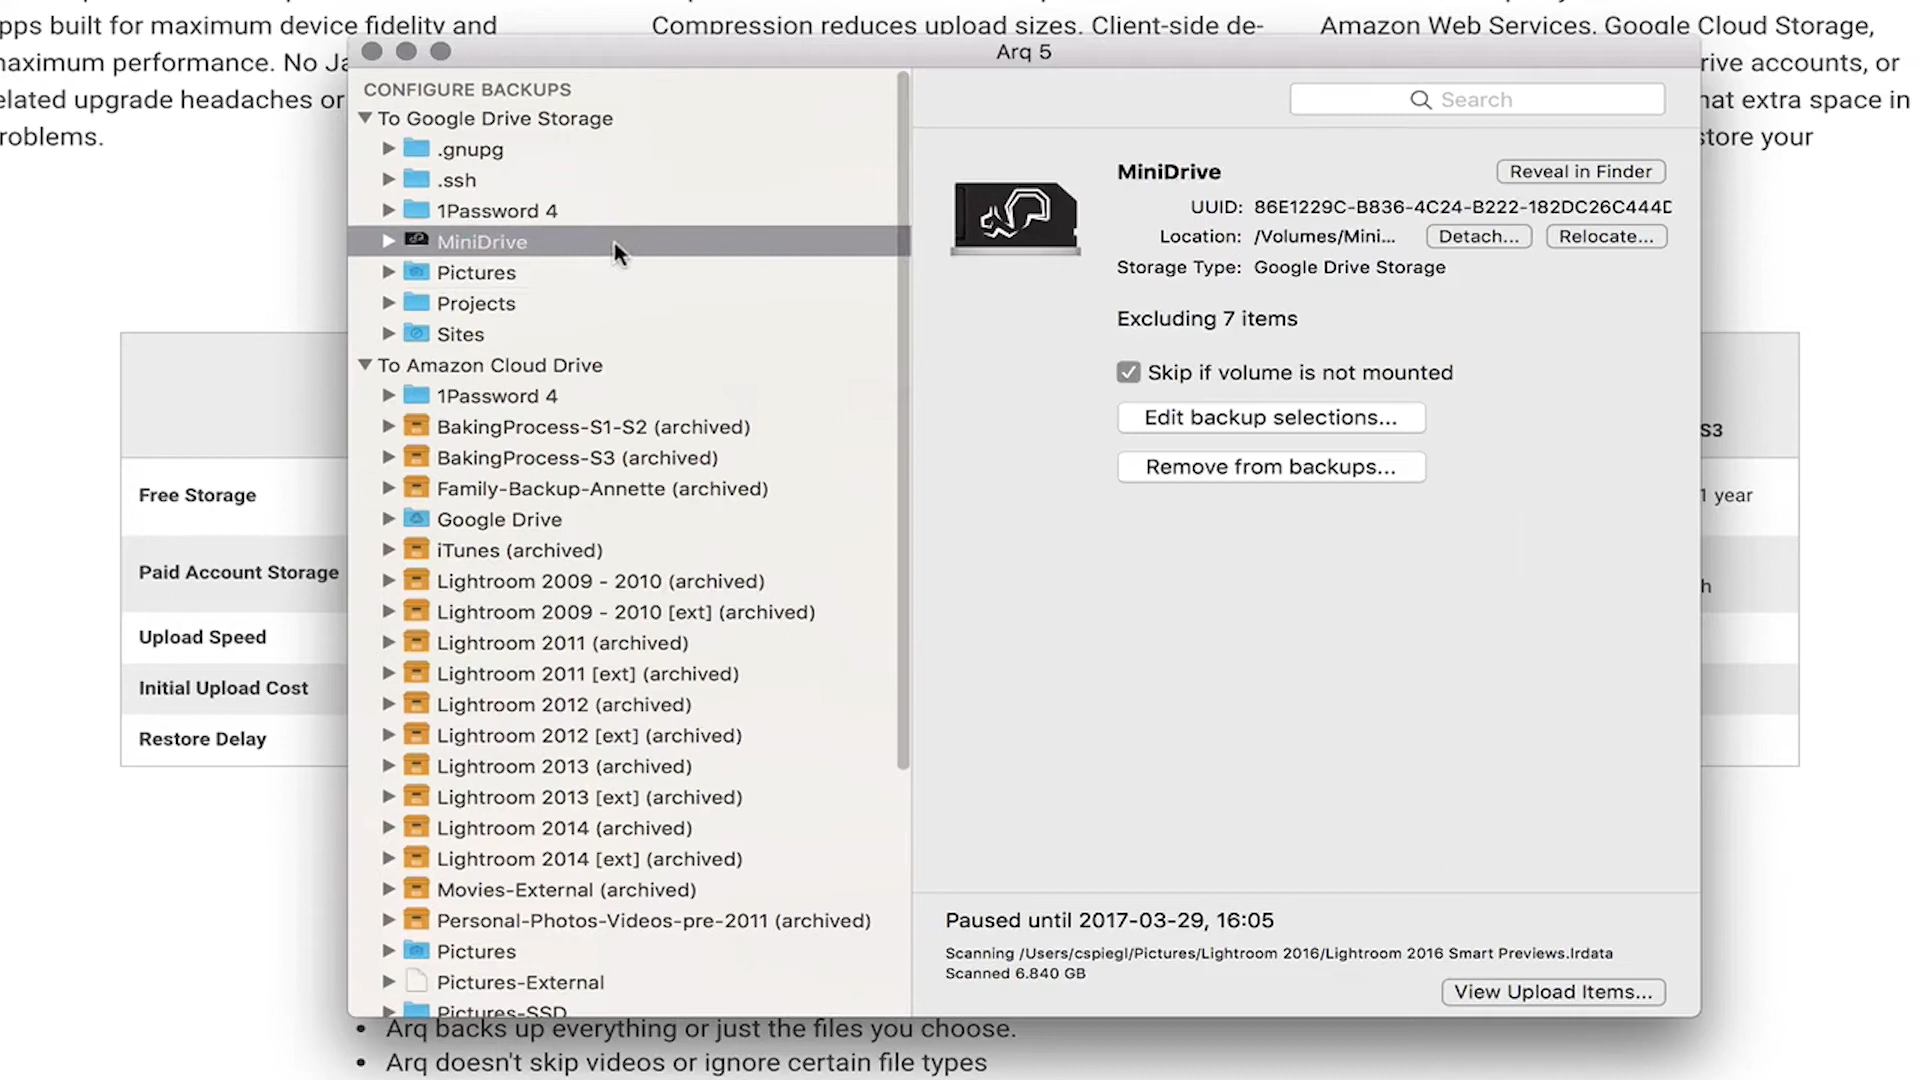 apps built for maximum device fidelity and
maximum performance. No Ja
elated upgrade headaches or
roblems.
Compression reduces upload sizes. Client-side de-
Amazon Web Services, Google Cloud Storage,
rive accounts, or
hat extra space in
store your
Arq 5
CONFIGURE BACKUPS
To Google Drive Storage
.gnupg
.ssh
1Password 4
MiniDrive
Pictures
Projects
Sites
To Amazon Cloud Drive
1Password 4
BakingProcess-S1-S2 (archived)
BakingProcess-S3 (archived)
Family-Backup-Annette (archived)
Google Drive
iTunes (archived)
Lightroom 2009 - 2010 (archived)
Lightroom 2009 - 2010 [ext] (archived)
Lightroom 2011 (archived)
Lightroom 2011 [ext] (archived)
Lightroom 2012 (archived)
Lightroom 2012 [ext] (archived)
Lightroom 2013 (archived)
Lightroom 2013 [ext] (archived)
Lightroom 2014 (archived)
Lightroom 2014 [ext] (archived)
Movies-External (archived)
Personal-Photos-Videos-pre-2011 (archived)
Pictures
Pictures-External
Pictures-SSD
Search
MiniDrive
Reveal in Finder
UUID: 86E1229C-B836-4C24-B222-182DC26C444D
Location: /Volumes/Mini... Detach... Relocate...
Storage Type: Google Drive Storage
Excluding 7 items
Skip if volume is not mounted
Edit backup selections...
Remove from backups...
Paused until 2017-03-29, 16:05
Scanning /Users/cspiegl/Pictures/Lightroom 2016/Lightroom 2016 Smart Previews.lrdata
Scanned 6.840 GB
View Upload Items...
Free Storage
Paid Account Storage
Upload Speed
Initial Upload Cost
Restore Delay
S3
1 year
h
• Arq backs up everything or just the files you choose.
• Arq doesn't skip videos or ignore certain file types